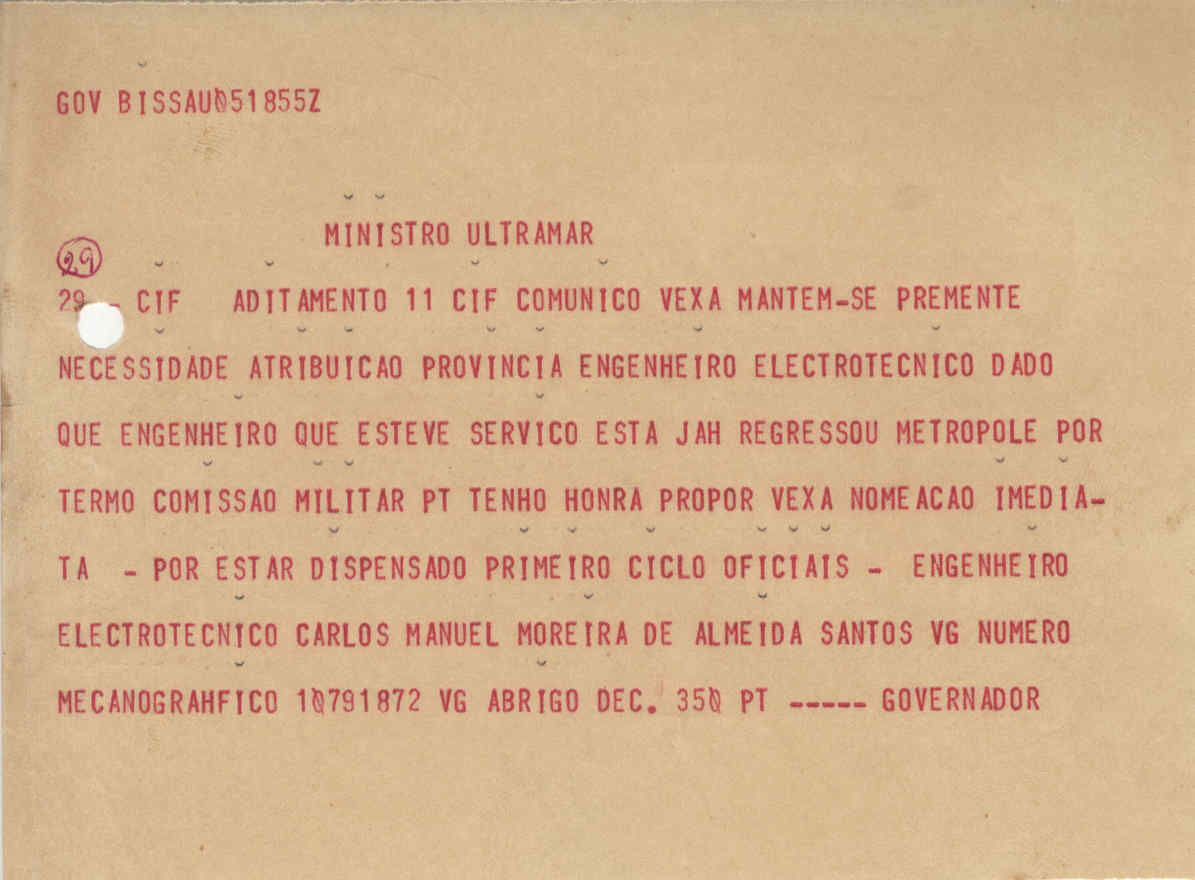 GOV BISSAU051855Z
MINISTRO ULTRAMAR
29
29 - CIF ADITAMENTO 11 CIF COMUNICO VEXA MANTEM-SE PREMENTE
NECESSIDADE ATRIBUICAO PROVINCIA ENGENHEIRO ELECTROTECNICO DADO
QUE ENGENHEIRO QUE ESTEVE SERVICO ESTA JAH REGRESSOU METROPOLE POR
TERMO COMISSAO MILITAR PT TENHO HONRA PROPOR VEXA NOMEACAO IMEDIA-
TA - POR ESTAR DISPENSADO PRIMEIRO CICLO OFICIAIS - ENGENHEIRO
ELECTROTECNICO CARLOS MANUEL MOREIRA DE ALMEIDA SANTOS VG NUMERO
MECANOGRAHFICO 10791872 VG ABRIGO DEC. 350 PT ----- GOVERNADOR